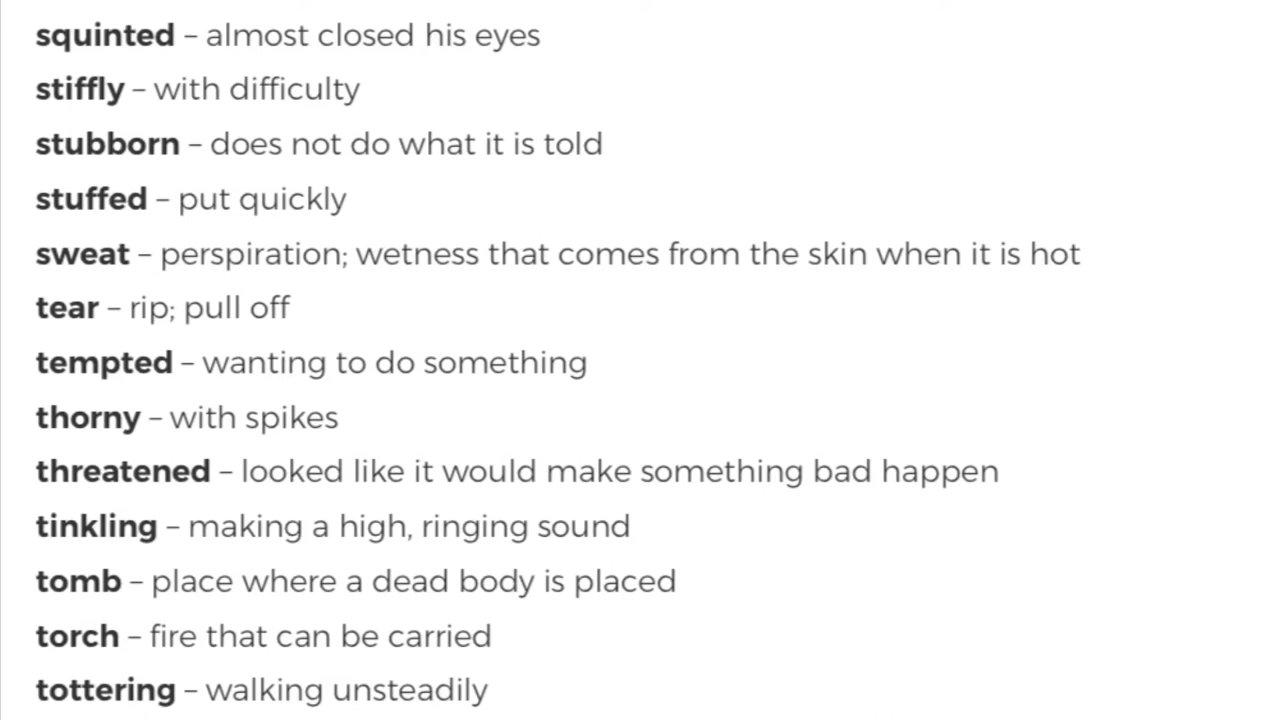 squinted – almost closed his eyes
stiffly – with difficulty
stubborn – does not do what it is told
stuffed – put quickly
sweat – perspiration; wetness that comes from the skin when it is hot
tear – rip; pull off
tempted – wanting to do something
thorny – with spikes
threatened – looked like it would make something bad happen
tinkling – making a high, ringing sound
tomb – place where a dead body is placed
torch – fire that can be carried
tottering – walking unsteadily